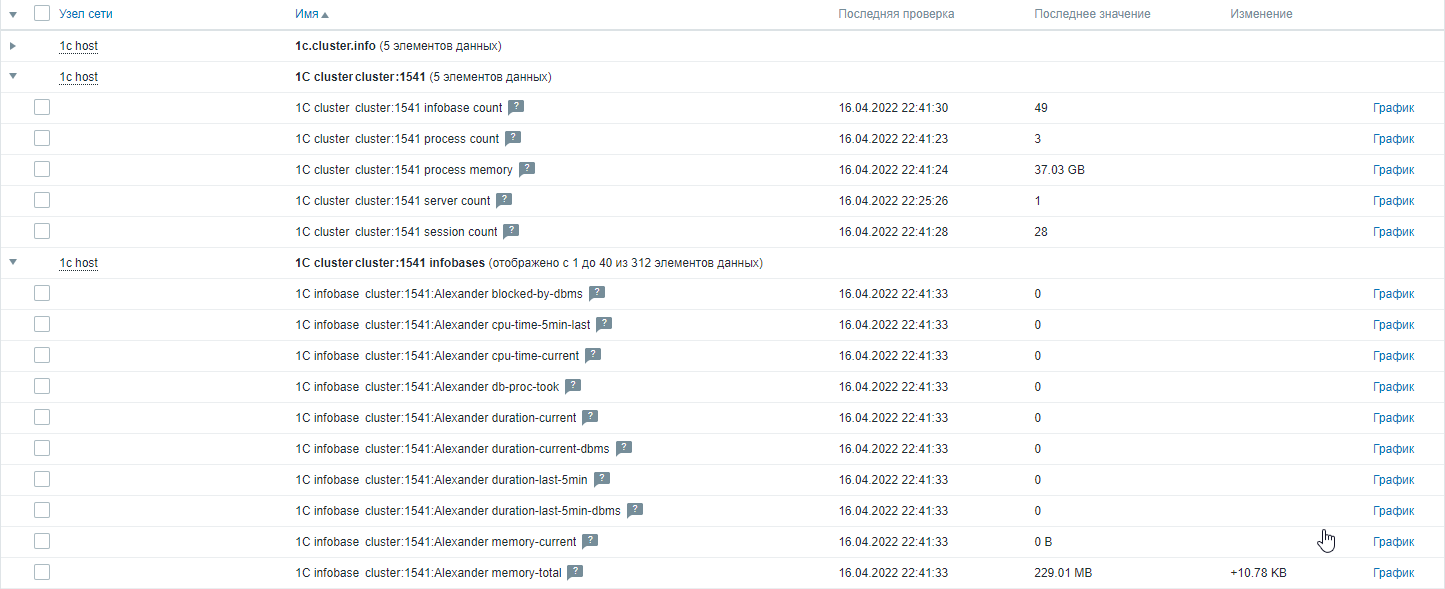 Узел сети Имя Последняя проверка Последнее значение Изменение
1c host 1c.cluster.info (5 элементов данных)
1c host 1C cluster cluster:1541 (5 элементов данных)
1C cluster cluster:1541 infobase count ? 16.04.2022 22:41:30 49 График
1C cluster cluster:1541 process count ? 16.04.2022 22:41:23 3 График
1C cluster cluster:1541 process memory ? 16.04.2022 22:41:24 37.03 GB График
1C cluster cluster:1541 server count ? 16.04.2022 22:25:26 1 График
1C cluster cluster:1541 session count ? 16.04.2022 22:41:28 28 График
1c host 1C cluster cluster:1541 infobases (отображено с 1 до 40 из 312 элементов данных)
1C infobase cluster:1541:Alexander blocked-by-dbms ? 16.04.2022 22:41:33 0 График
1C infobase cluster:1541:Alexander cpu-time-5min-last ? 16.04.2022 22:41:33 0 График
1C infobase cluster:1541:Alexander cpu-time-current ? 16.04.2022 22:41:33 0 График
1C infobase cluster:1541:Alexander db-proc-took ? 16.04.2022 22:41:33 0 График
1C infobase cluster:1541:Alexander duration-current ? 16.04.2022 22:41:33 0 График
1C infobase cluster:1541:Alexander duration-current-dbms ? 16.04.2022 22:41:33 0 График
1C infobase cluster:1541:Alexander duration-last-5min ? 16.04.2022 22:41:33 0 График
1C infobase cluster:1541:Alexander duration-last-5min-dbms ? 16.04.2022 22:41:33 0 График
1C infobase cluster:1541:Alexander memory-current ? 16.04.2022 22:41:33 0 B График
1C infobase cluster:1541:Alexander memory-total ? 16.04.2022 22:41:33 229.01 MB +10.78 KB График